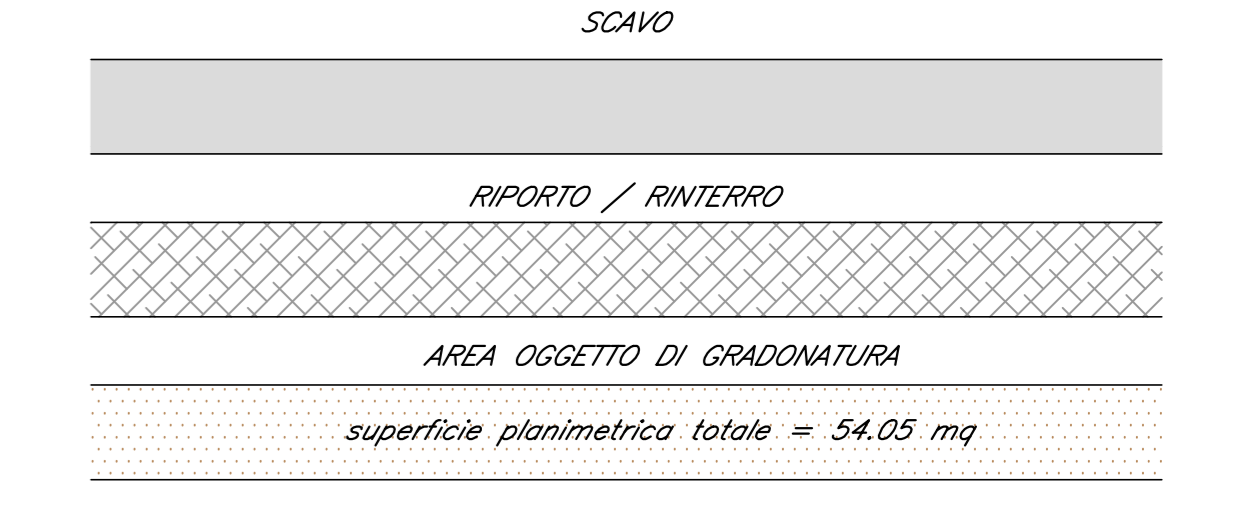 SCAVO
RIPORTO / RINTERRO
AREA OGGETTO DI GRADONATURA
superficie planimetrica totale = 54.05 mq